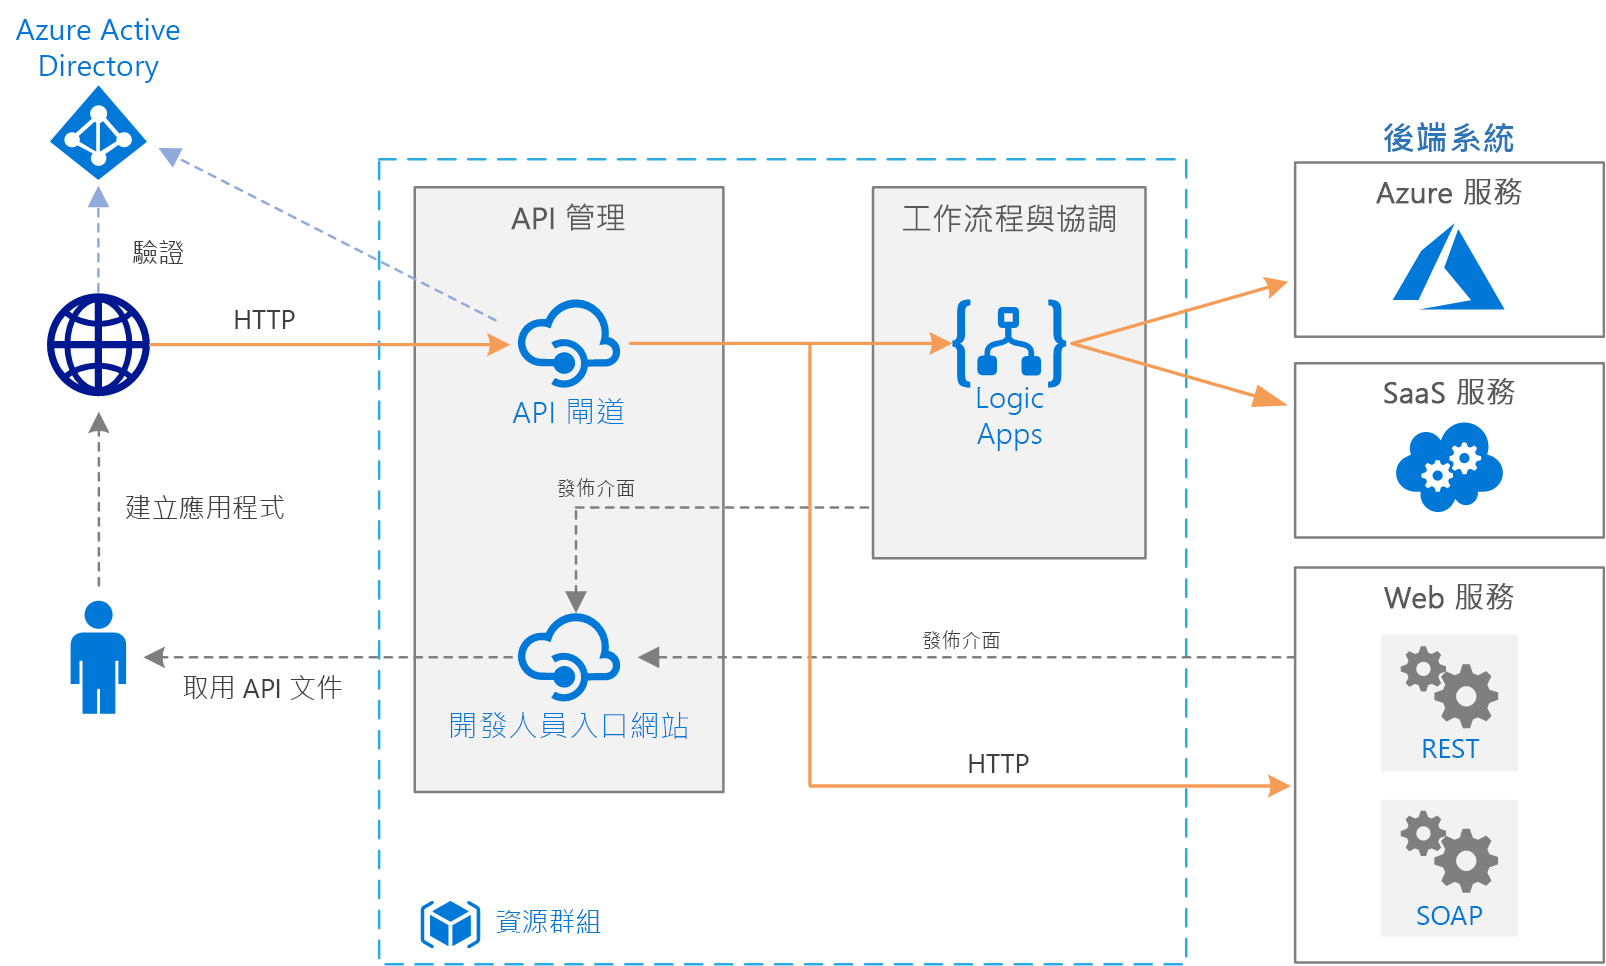 Azure Active
Directory
後端系統
Azure 服務
API 管理
工作流程與協調
驗證
HTTP
API 閘道
Logic
Apps
SaaS 服務
發佈介面
建立應用程式
Web 服務
發佈介面
取用 API 文件
開發人員入口網站
REST
HTTP
SOAP
資源群組